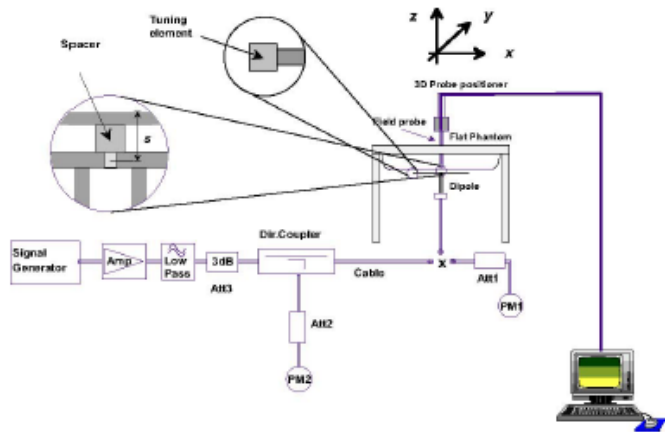 Tuning
element
Spacer
s
z
y
x
3D Probe positioner
Field probe
Flat Phantom
Dipole
Signal
Generator
Amp
Low
Pass
3dB
Att3
Dir.Coupler
Cable
x
Att1
PM1
Att2
PM2